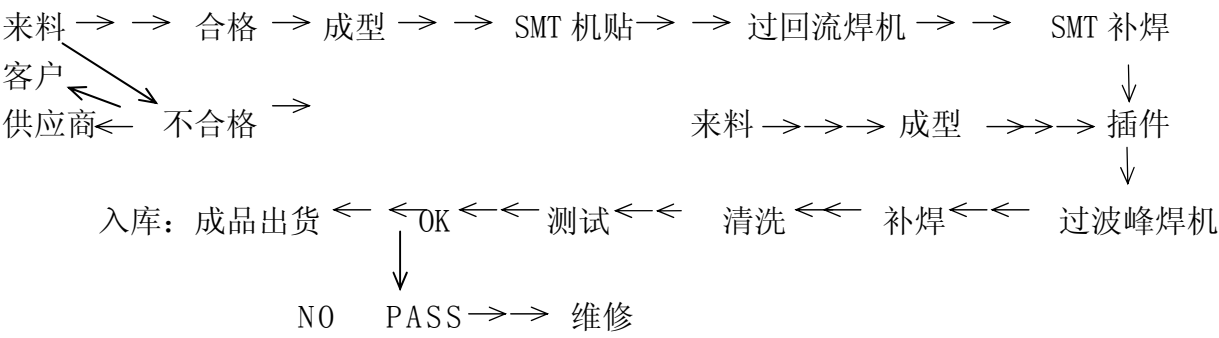 来料 → → 合格 → 成型 → → SMT 机贴 → → 过回流焊机 → → SMT 补焊
客户
供应商 ← 不合格 → 来料 →→→ 成型 →→→ 插件
入库：成品出货 ← ← OK ←← 测试 ←← 清洗 ←← 补焊 ←← 过波峰焊机
NO PASS →→ 维修